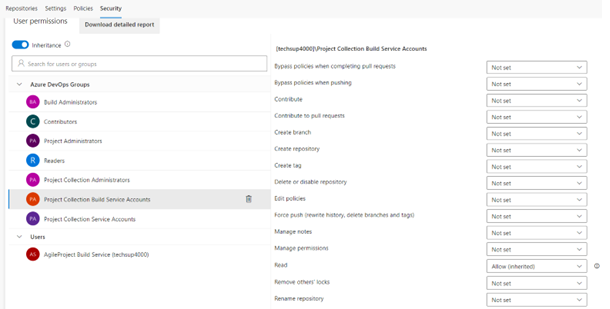 Repositories Settings Policies Security
User permissions
Download detailed report
Inheritance
Search for users or groups
Azure DevOps Groups
BA Build Administrators
C Contributors
PA Project Administrators
R Readers
PA Project Collection Administrators
PA Project Collection Build Service Accounts
PA Project Collection Service Accounts
Users
AS AgileProject Build Service (techsup4000)
[techsup4000]\Project Collection Build Service Accounts
Bypass policies when completing pull requests Not set
Bypass policies when pushing Not set
Contribute Not set
Contribute to pull requests Not set
Create branch Not set
Create repository Not set
Create tag Not set
Delete or disable repository Not set
Edit policies Not set
Force push (rewrite history, delete branches and tags) Not set
Manage notes Not set
Manage permissions Not set
Read Allow (inherited)
Remove others' locks Not set
Rename repository Not set